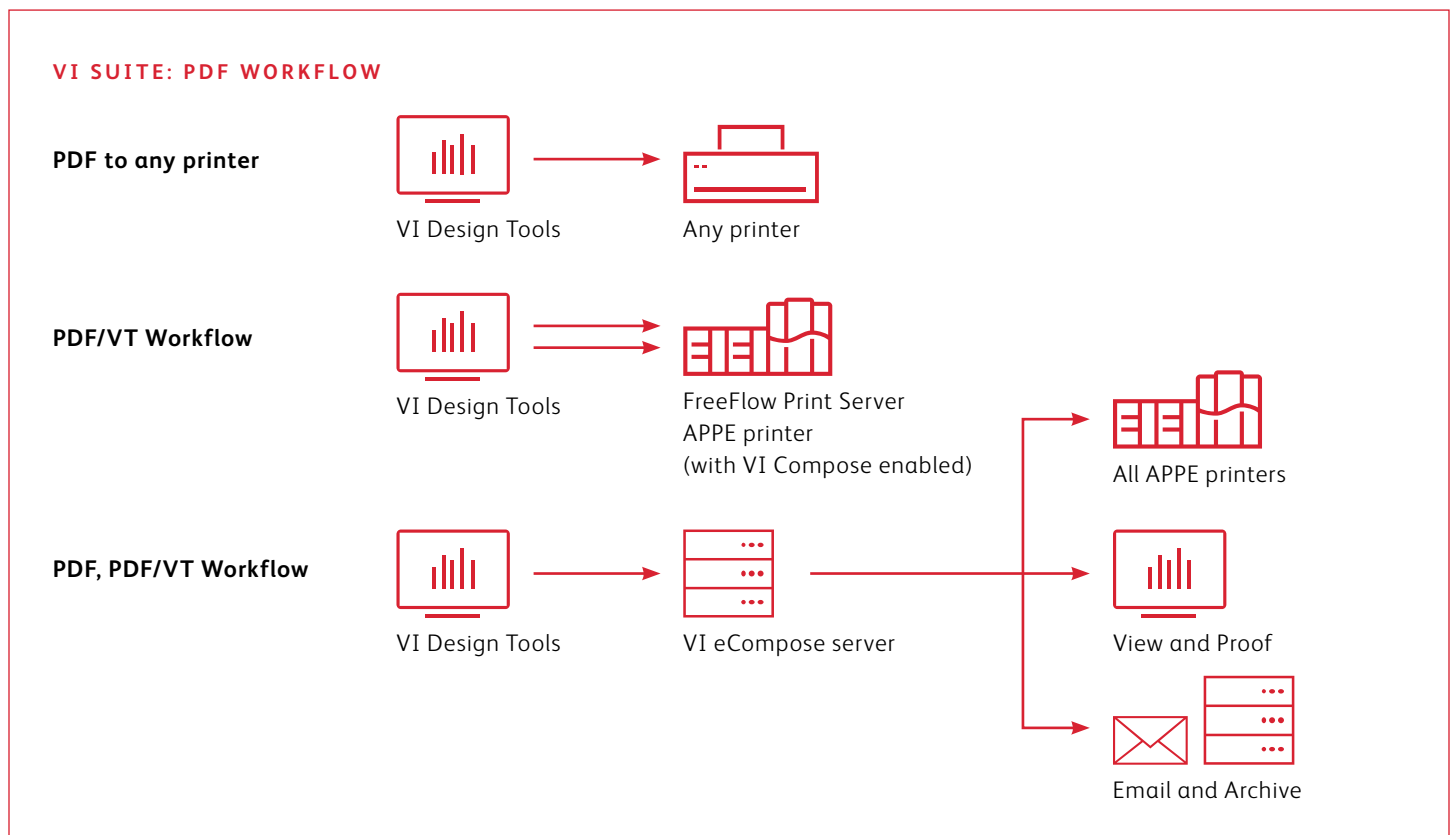 VI SUITE: PDF WORKFLOW
PDF to any printer
VI Design Tools
Any printer
PDF/VT Workflow
VI Design Tools
FreeFlow Print Server
APPE printer
(with VI Compose enabled)
All APPE printers
PDF, PDF/VT Workflow
VI Design Tools
VI eCompose server
View and Proof
Email and Archive